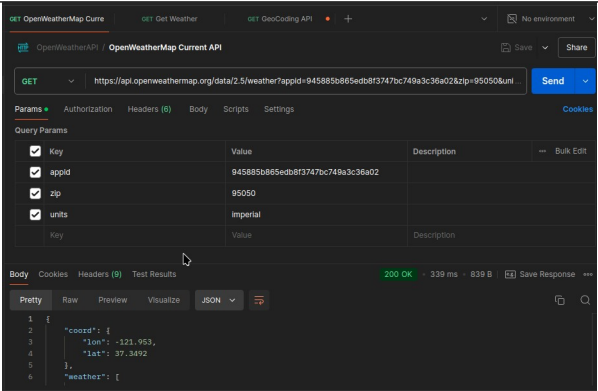 GET OpenWeatherMap Curre GET Get Weather GET GeoCoding API No environment
HTTP OpenWeatherAPI / OpenWeatherMap Current API Save Share
GET https://api.openweathermap.org/data/2.5/weather?appid=945885b865edb8f3747bc749a3c36a02&zip=95050&uni... Send
Params Authorization Headers (6) Body Scripts Settings Cookies
Query Params
Key Value Description Bulk Edit
appid 945885b865edb8f3747bc749a3c36a02
zip 95050
units imperial
Key Value Description
Body Cookies Headers (9) Test Results 200 OK 339 ms 839 B Save Response
Pretty Raw Preview Visualize JSON
1 {
2 "coord": {
3 "lon": -121.953,
4 "lat": 37.3492
5 },
6 "weather": [